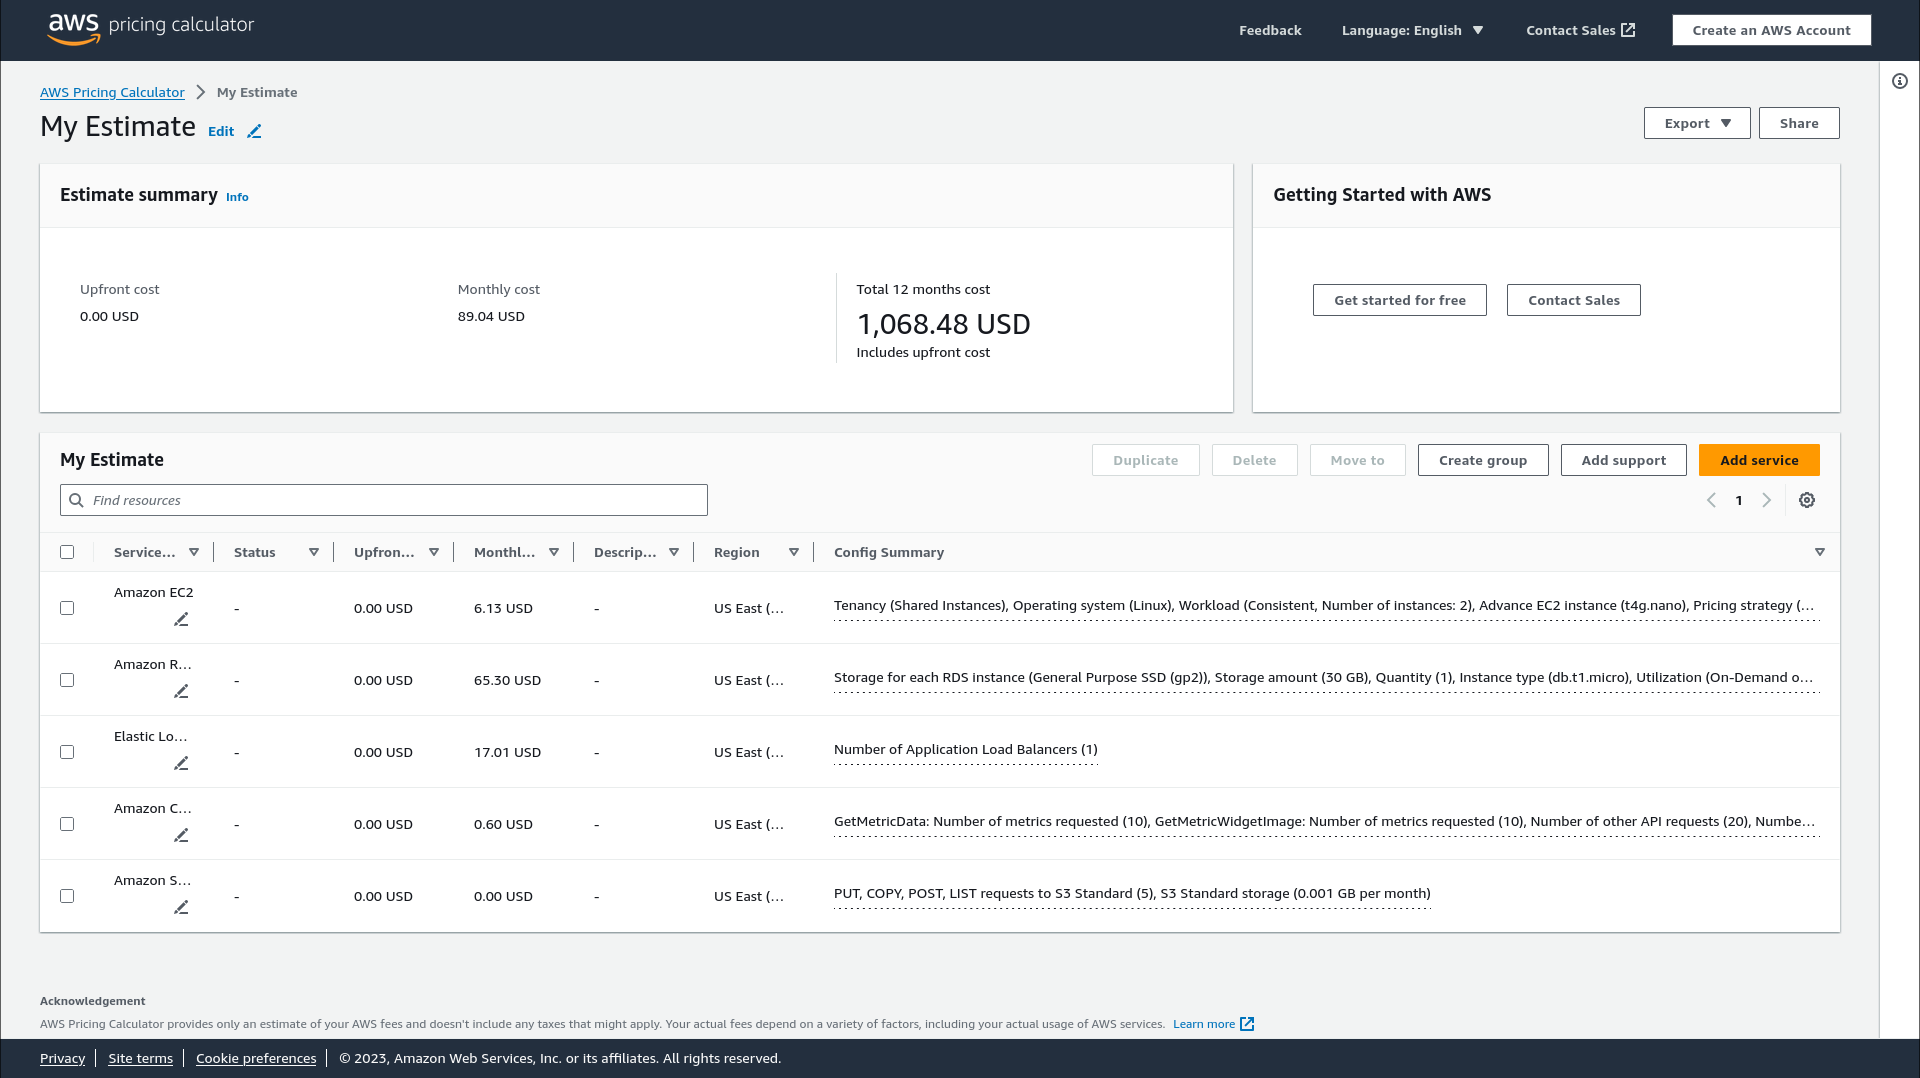 aws pricing calculator
Feedback
Language: English
Contact Sales
Create an AWS Account
AWS Pricing Calculator
My Estimate
My Estimate
Edit
Export
Share
Estimate summary
Info
Getting Started with AWS
Upfront cost
0.00 USD
Monthly cost
89.04 USD
Total 12 months cost
1,068.48 USD
Includes upfront cost
Get started for free
Contact Sales
My Estimate
Duplicate
Delete
Move to
Create group
Add support
Add service
Find resources
1
Service...
Status
Upfron...
Monthl...
Descrip...
Region
Config Summary
Amazon EC2
-
0.00 USD
6.13 USD
-
US East (...
Tenancy (Shared Instances), Operating system (Linux), Workload (Consistent, Number of instances: 2), Advance EC2 instance (t4g.nano), Pricing strategy (...
Amazon R...
-
0.00 USD
65.30 USD
-
US East (...
Storage for each RDS instance (General Purpose SSD (gp2)), Storage amount (30 GB), Quantity (1), Instance type (db.t1.micro), Utilization (On-Demand o...
Elastic Lo...
-
0.00 USD
17.01 USD
-
US East (...
Number of Application Load Balancers (1)
Amazon C...
-
0.00 USD
0.60 USD
-
US East (...
GetMetricData: Number of metrics requested (10), GetMetricWidgetImage: Number of metrics requested (10), Number of other API requests (20), Numbe...
Amazon S...
-
0.00 USD
0.00 USD
-
US East (...
PUT, COPY, POST, LIST requests to S3 Standard (5), S3 Standard storage (0.001 GB per month)
Acknowledgement
AWS Pricing Calculator provides only an estimate of your AWS fees and doesn't include any taxes that might apply. Your actual fees depend on a variety of factors, including your actual usage of AWS services. Learn more
Privacy
Site terms
Cookie preferences
© 2023, Amazon Web Services, Inc. or its affiliates. All rights reserved.